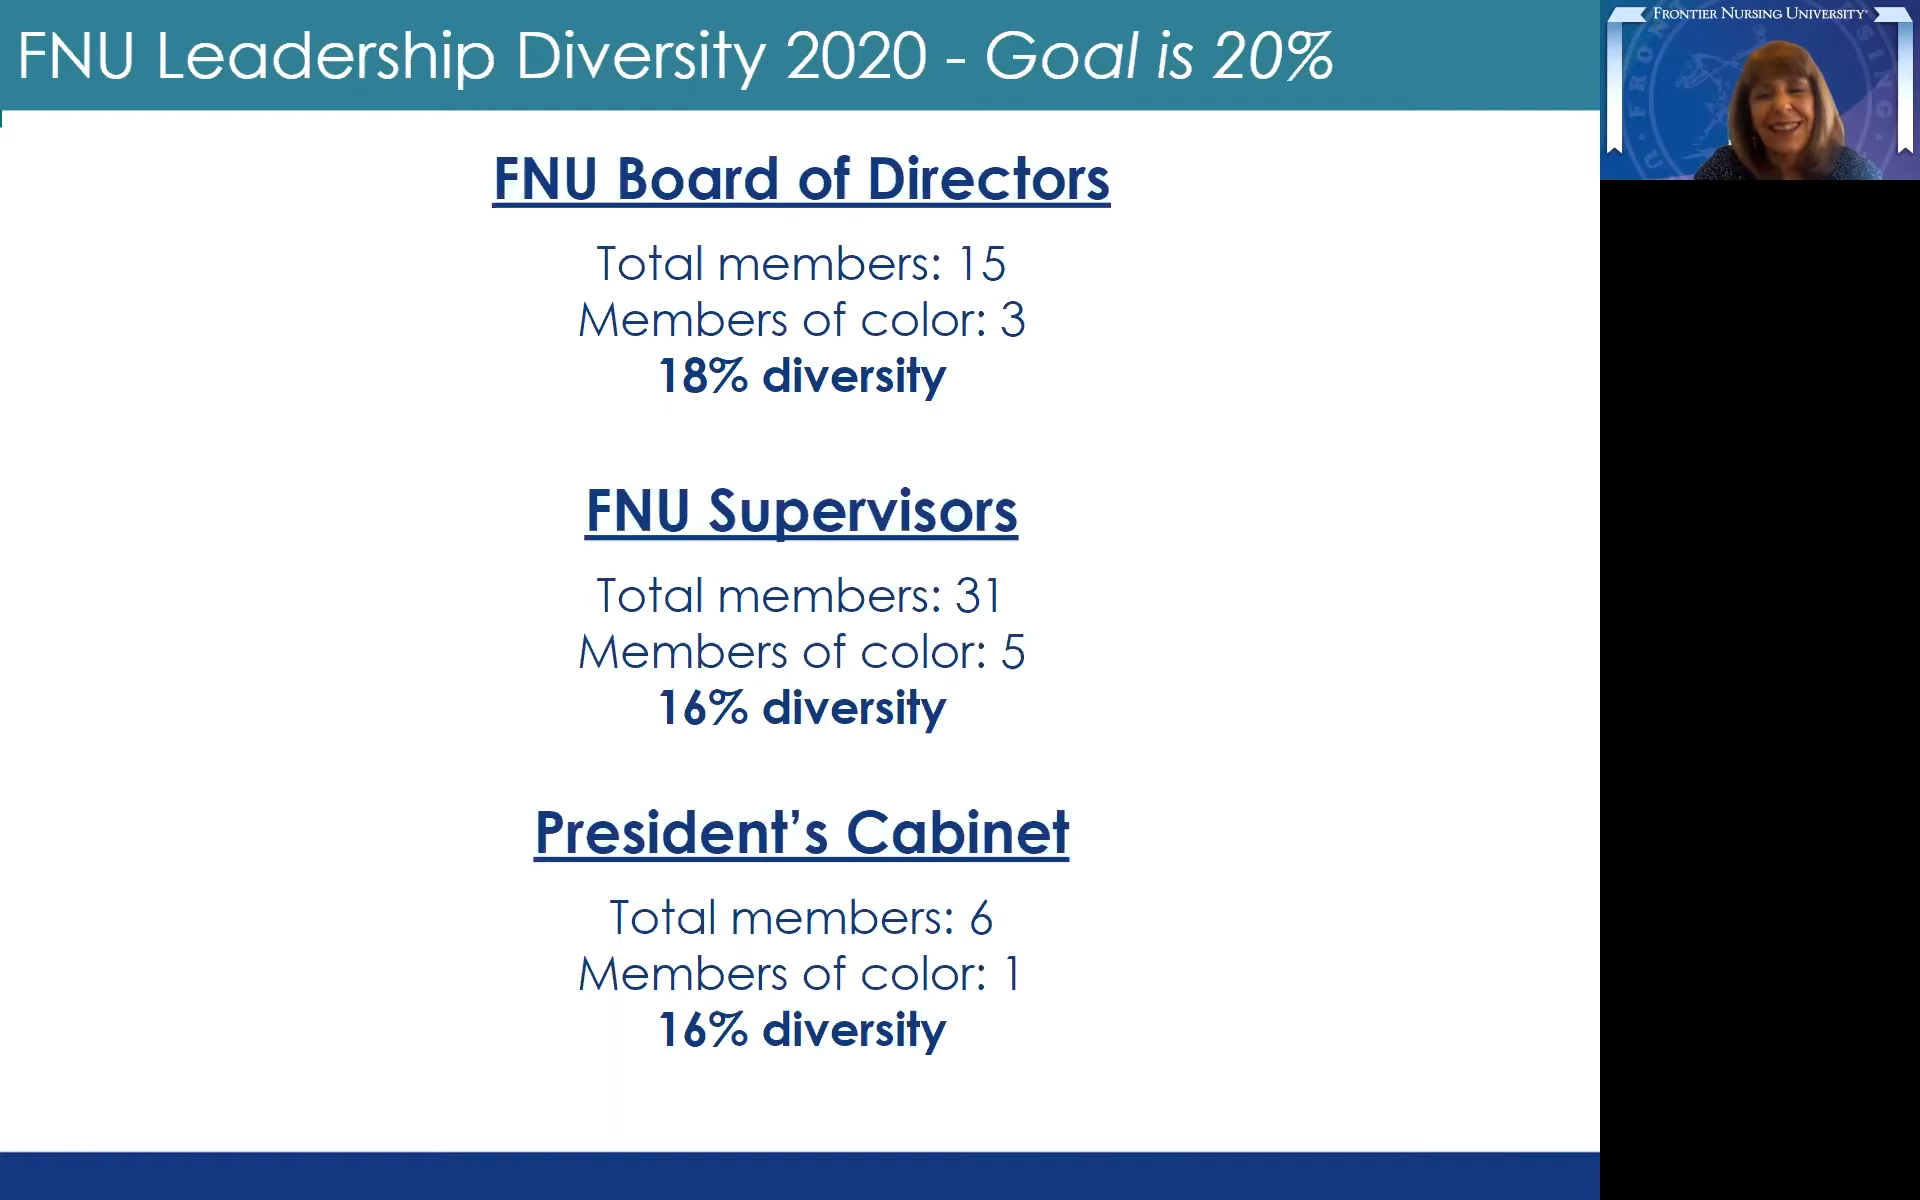 FNU Leadership Diversity 2020 - Goal is 20%
FRONTIER NURSING UNIVERSITY
FNU Board of Directors
Total members: 15
Members of color: 3
18% diversity
FNU Supervisors
Total members: 31
Members of color: 5
16% diversity
President’s Cabinet
Total members: 6
Members of color: 1
16% diversity